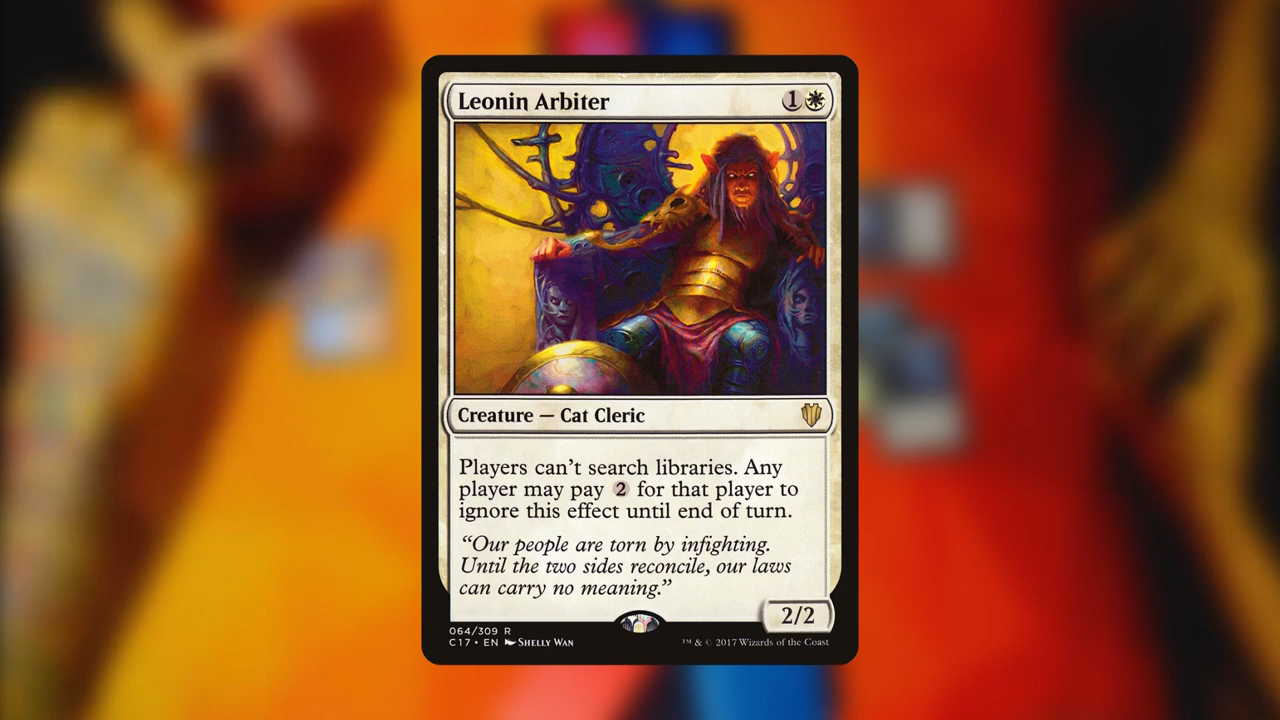 Leonin Arbiter 1
Creature — Cat Cleric
Players can't search libraries. Any
player may pay 2 for that player to
ignore this effect until end of turn.
“Our people are torn by infighting.
Until the two sides reconcile, our laws
can carry no meaning.”
2/2
064/309 R
C17 • EN Shelly Wan
™ & © 2017 Wizards of the Coast